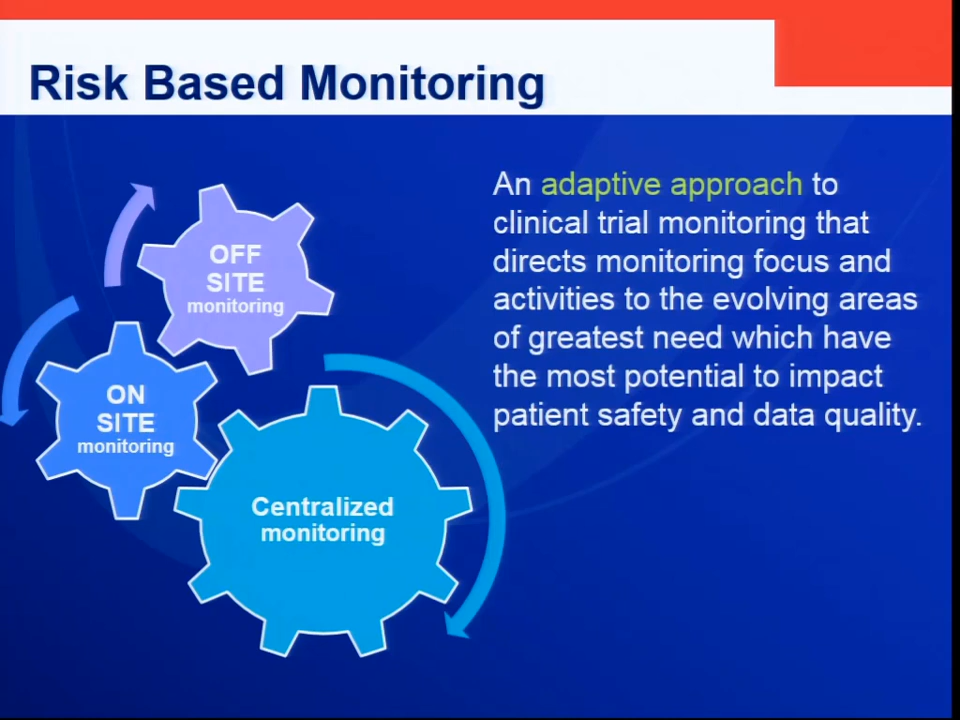 Risk Based Monitoring
OFF
SITE
monitoring
ON
SITE
monitoring
Centralized
monitoring
An adaptive approach to
clinical trial monitoring that
directs monitoring focus and
activities to the evolving areas
of greatest need which have
the most potential to impact
patient safety and data quality.